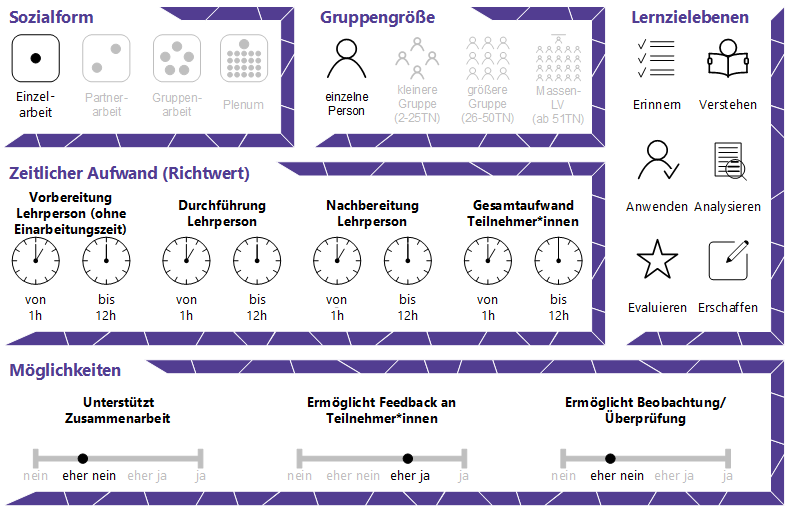 Sozialform
Einzel-
arbeit
Partner-
arbeit
Gruppen-
arbeit
Plenum
Gruppengröße
einzelne
Person
kleinere
Gruppe
(2-25TN)
größere
Gruppe
(26-50TN)
Massen-
LV
(ab 51TN)
Lernzielebenen
Erinnern
Verstehen
Anwenden
Analysieren
Evaluieren
Erschaffen
Zeitlicher Aufwand (Richtwert)
Vorbereitung
Lehrperson (ohne
Einarbeitungszeit)
von
1h
bis
12h
Durchführung
Lehrperson
von
1h
bis
12h
Nachbereitung
Lehrperson
von
1h
bis
12h
Gesamtaufwand
Teilnehmer*innen
von
1h
bis
12h
Möglichkeiten
Unterstützt
Zusammenarbeit
nein eher nein eher ja ja
Ermöglicht Feedback an
Teilnehmer*innen
nein eher nein eher ja ja
Ermöglicht Beobachtung/
Überprüfung
nein eher nein eher ja ja